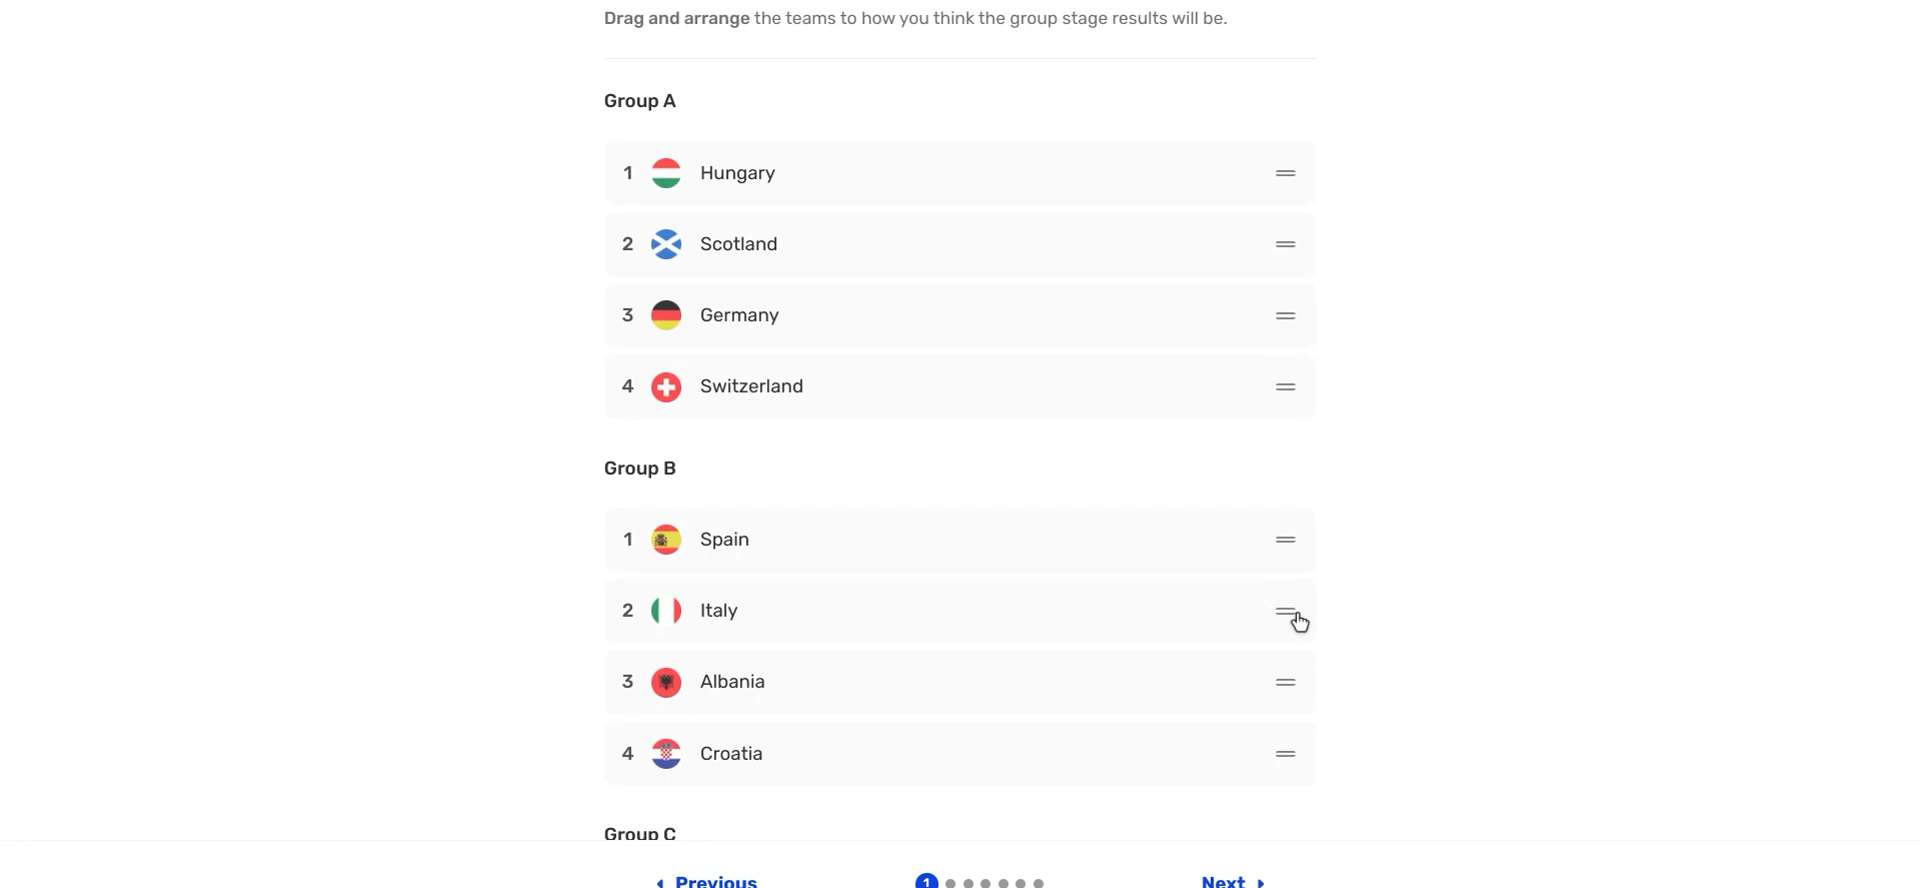 Drag and arrange the teams to how you think the group stage results will be.
Group A
1 Hungary
2 Scotland
3 Germany
4 Switzerland
Group B
1 Spain
2 Italy
3 Albania
4 Croatia
Group C
Previous 1 Next